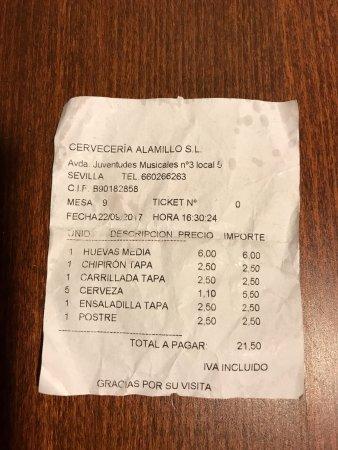 CERVECERÍA ALAMILLO S.L.
Avda. Juventudes Musicales nº3 local 5
SEVILLA TEL 660266263
C.I.F. B90182858
MESA 9 TICKET Nº 0
FECHA22/09/2017 HORA 16:30:24
UNID. DESCRIPCION PRECIO IMPORTE
1 HUEVAS MEDIA 6,00 6,00
1 CHIPIRÓN TAPA 2,50 2,50
1 CARRILLADA TAPA 2,50 2,50
5 CERVEZA 1,10 5,50
1 ENSALADILLA TAPA 2,50 2,50
1 POSTRE 2,50 2,50
TOTAL A PAGAR: 21,50
IVA INCLUIDO
GRACIAS POR SU VISITA